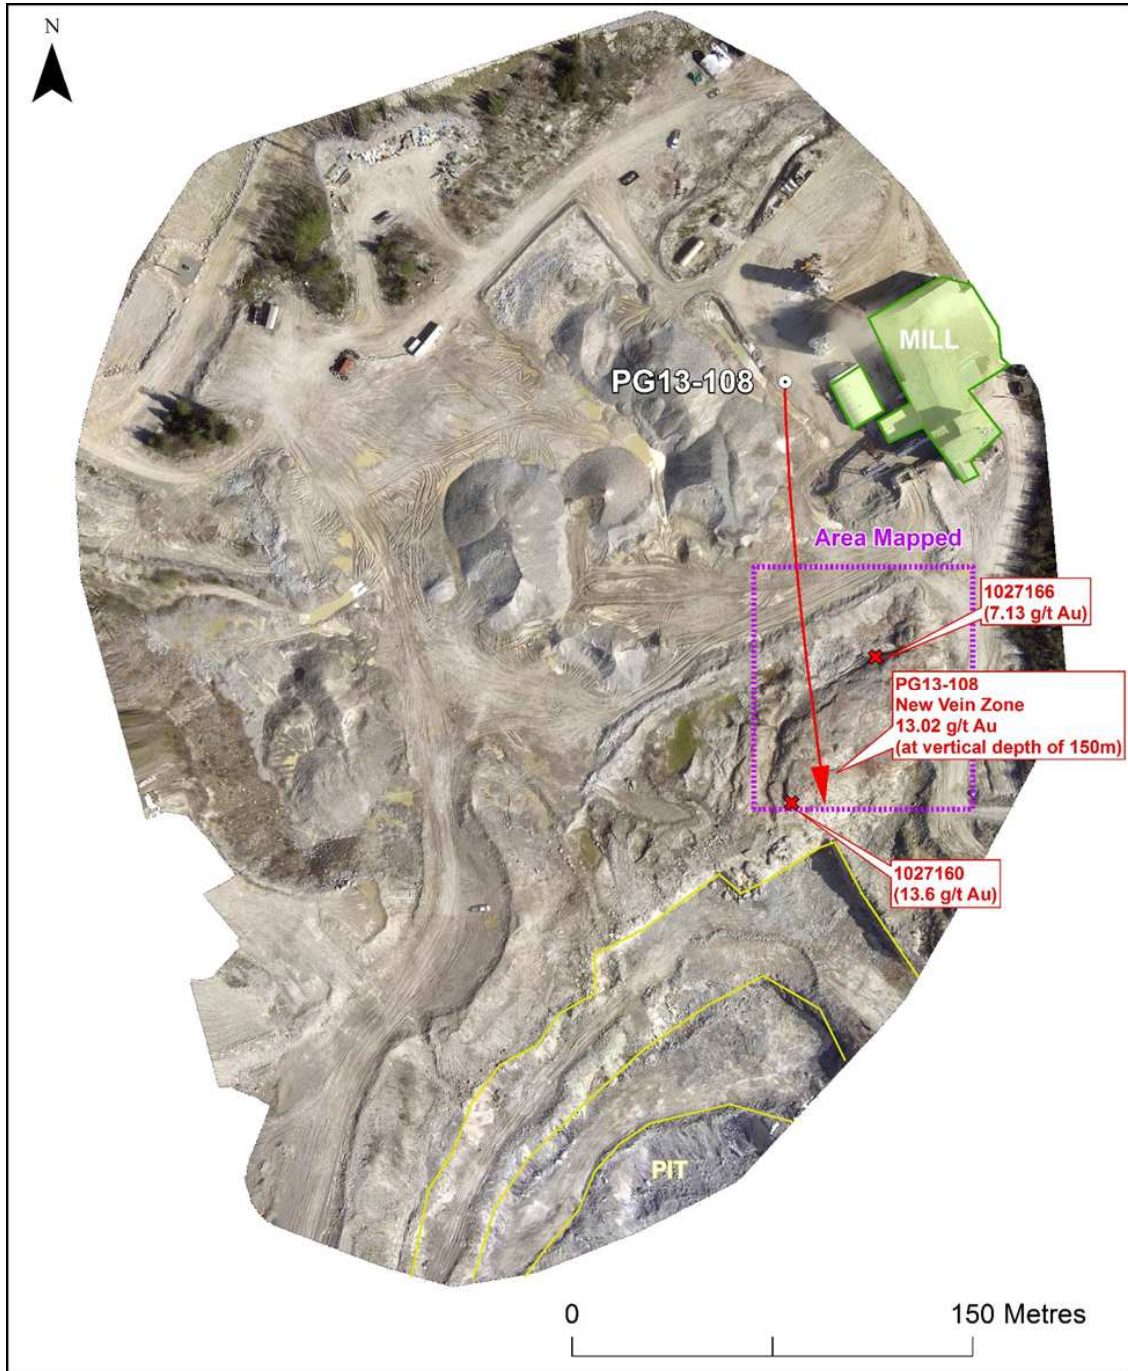 N
MILL
PG13-108
Area Mapped
1027166
(7.13 g/t Au)
PG13-108
New Vein Zone
13.02 g/t Au
(at vertical depth of 150m)
1027160
(13.6 g/t Au)
PIT
0
150 Metres